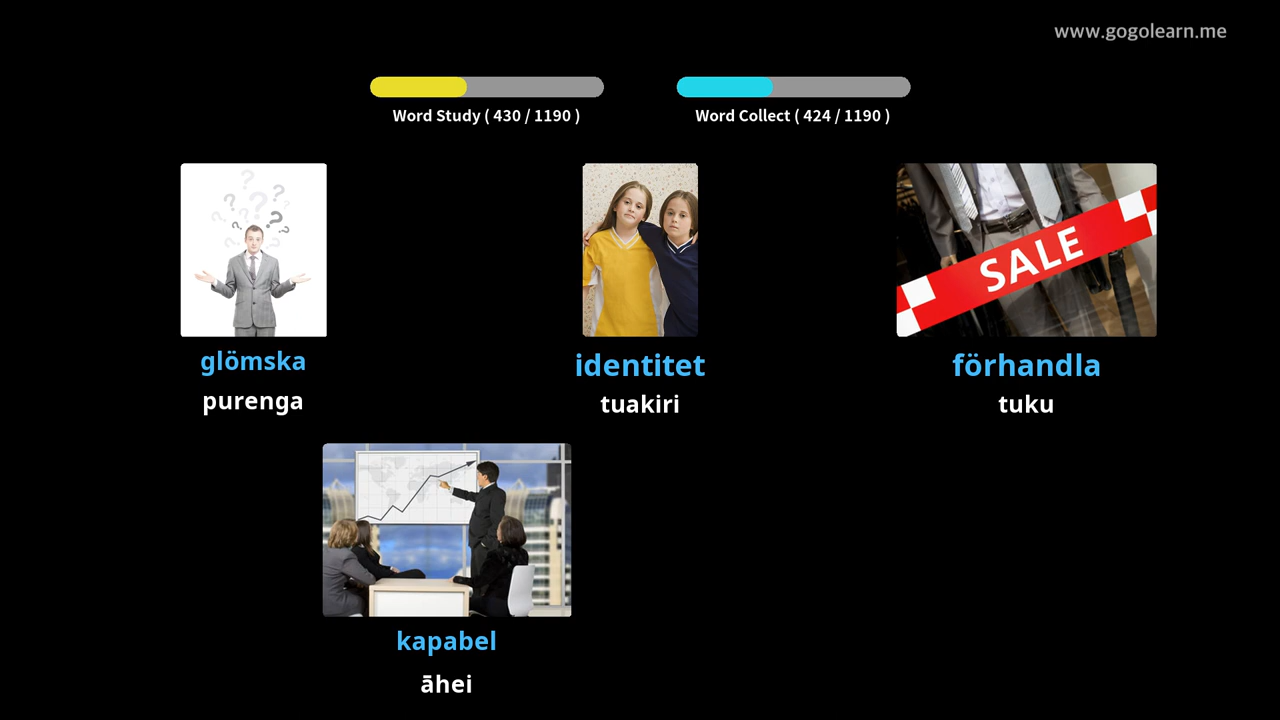 www.gogolearn.me
Word Study ( 430 / 1190 )
Word Collect ( 424 / 1190 )
SALE
glömska
identitet
förhandla
purenga
tuakiri
tuku
kapabel
āhei